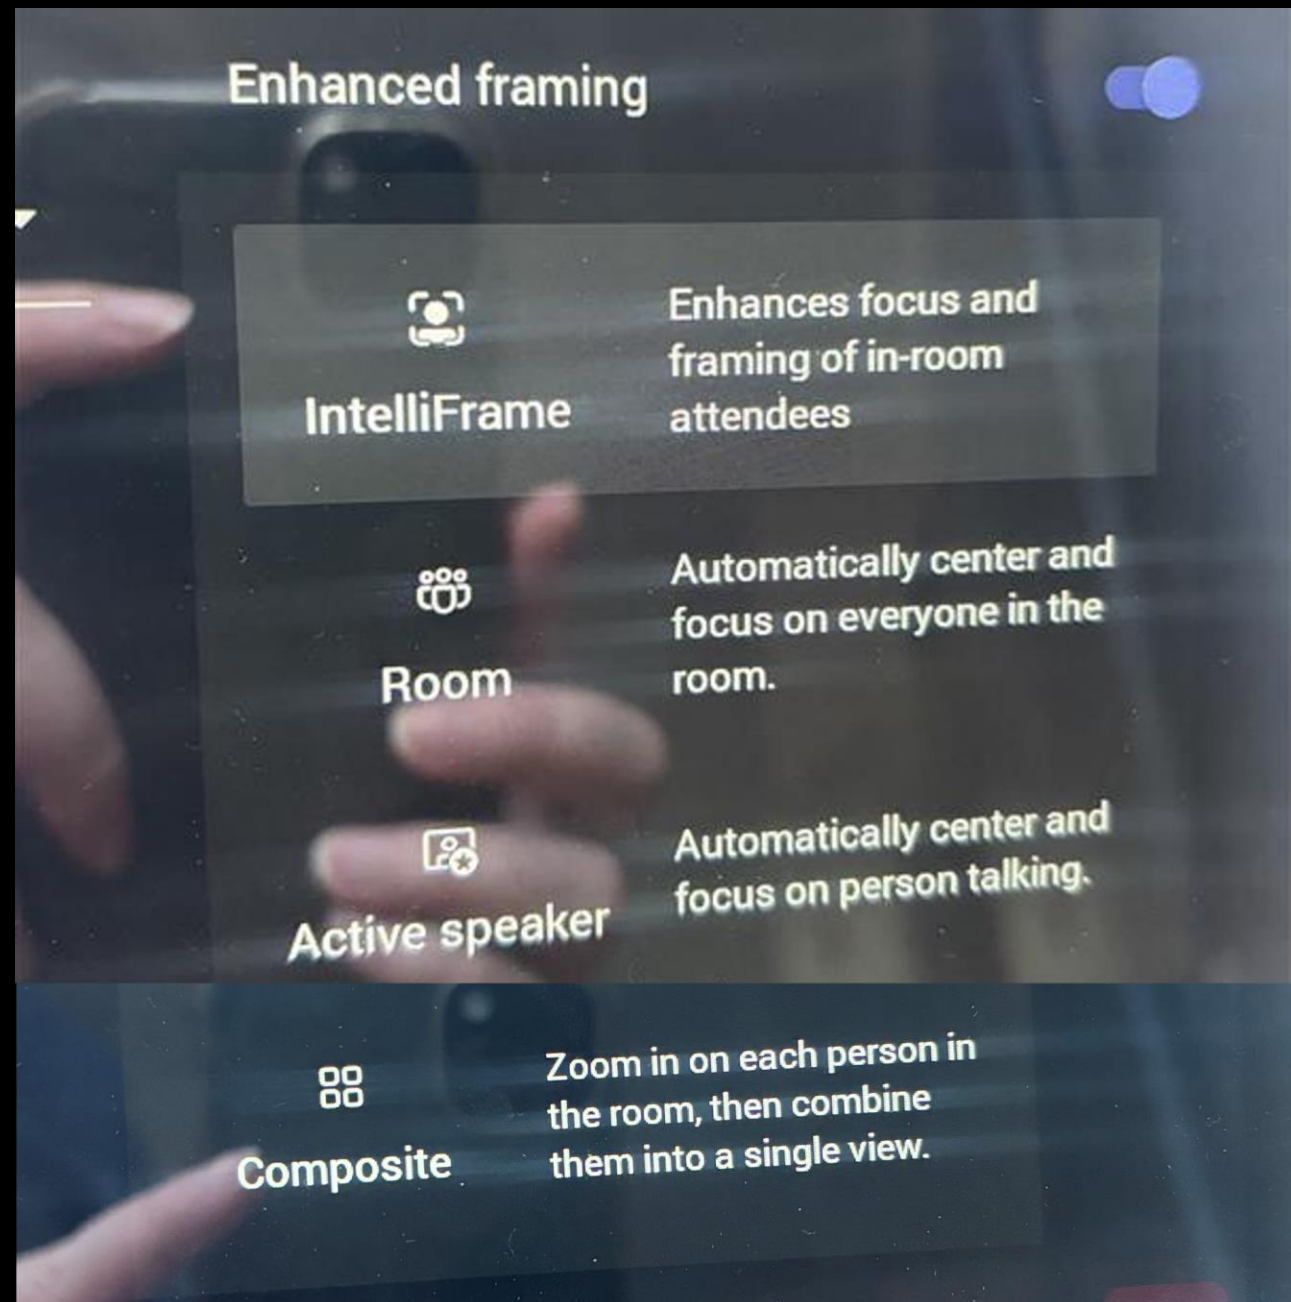 Enhanced framing
IntelliFrame
Enhances focus and
framing of in-room
attendees
Room
Automatically center and
focus on everyone in the
room.
Active speaker
Automatically center and
focus on person talking.
Composite
Zoom in on each person in
the room, then combine
them into a single view.